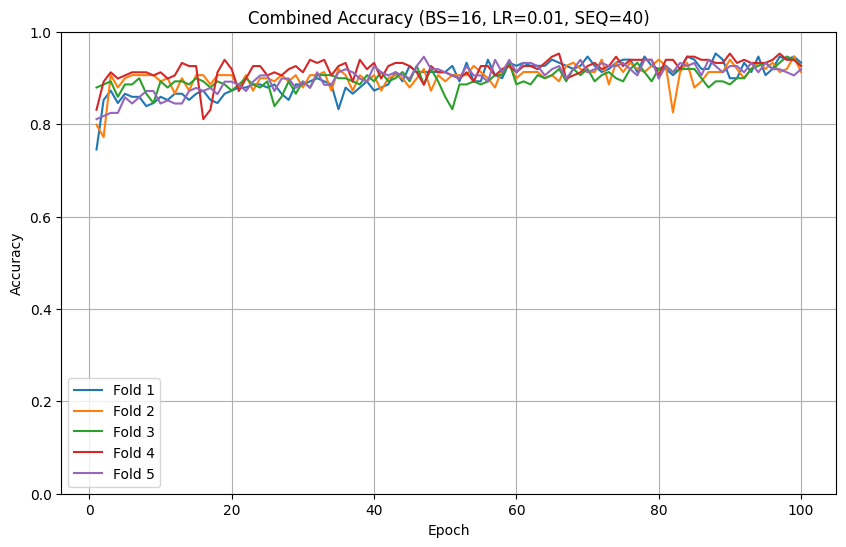 Combined Accuracy (BS=16, LR=0.01, SEQ=40)
1.0
0.8
0.6
0.4
0.2
0.0
Accuracy
Fold 1
Fold 2
Fold 3
Fold 4
Fold 5
0 20 40 60 80 100
Epoch